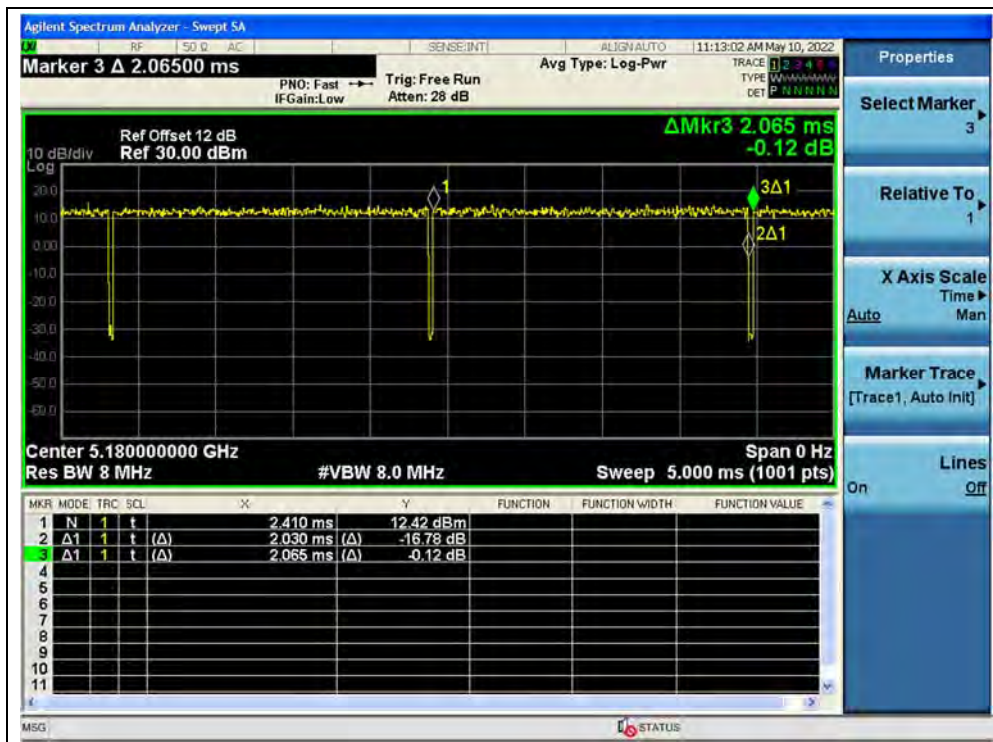 Agilent Spectrum Analyzer - Swept SA
RF 50 Ω AC SENSE:INT ALIGN AUTO 11:13:02 AM May 10, 2022
Marker 3 Δ 2.06500 ms
PNO: Fast
IFGain:Low
Trig: Free Run
Atten: 28 dB
Avg Type: Log-Pwr
TRACE 1 2 3 4 5 6
TYPE W
DET P N N N N N
ΔMkr3 2.065 ms
-0.12 dB
Ref Offset 12 dB
10 dB/div Ref 30.00 dBm
Log
20.0
10.0
0.00
-10.0
-20.0
-30.0
-40.0
-50.0
-60.0
1
3Δ1
2Δ1
Center 5.180000000 GHz Span 0 Hz
Res BW 8 MHz #VBW 8.0 MHz Sweep 5.000 ms (1001 pts)
MKR MODE TRC SCL X Y FUNCTION FUNCTION WIDTH FUNCTION VALUE
1 N 1 t 2.410 ms 12.42 dBm
2 Δ1 1 t (Δ) 2.030 ms (Δ) -16.78 dB
3 Δ1 1 t (Δ) 2.065 ms (Δ) -0.12 dB
4
5
6
7
8
9
10
11
MSG STATUS
Properties
Select Marker
3
Relative To
1
X Axis Scale
Time
Auto Man
Marker Trace
[Trace1, Auto Init]
Lines
On Off